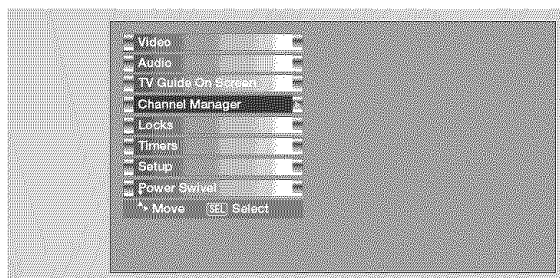 Video
Audio
TV Guide On Screen
Channel Manager
Locks
Timers
Setup
Power Swivel
Move SEL Select